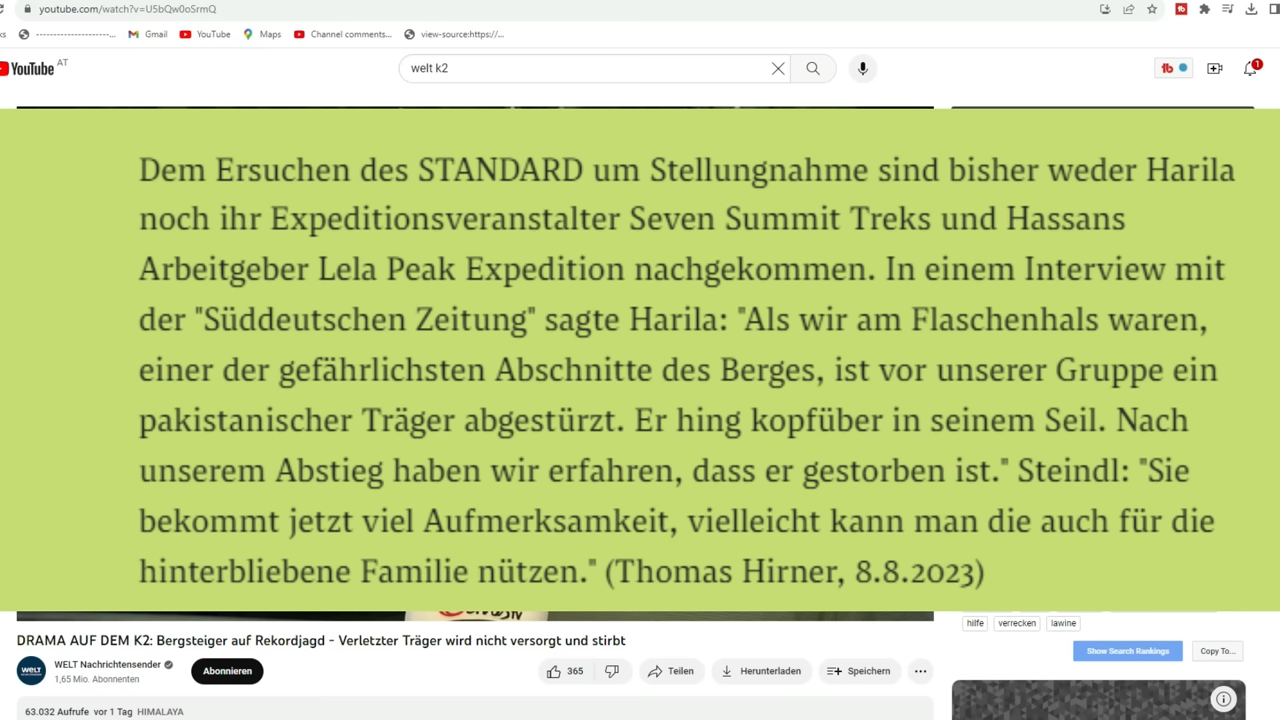 youtube.com/watch?v=U5bQw0oSrmQ
Gmail YouTube Maps Channel comments... view-source:https://...
YouTube AT welt k2 1
Dem Ersuchen des STANDARD um Stellungnahme sind bisher weder Harila
noch ihr Expeditionsveranstalter Seven Summit Treks und Hassans
Arbeitgeber Lela Peak Expedition nachgekommen. In einem Interview mit
der "Süddeutschen Zeitung" sagte Harila: "Als wir am Flaschenhals waren,
einer der gefährlichsten Abschnitte des Berges, ist vor unserer Gruppe ein
pakistanischer Träger abgestürzt. Er hing kopfüber in seinem Seil. Nach
unserem Abstieg haben wir erfahren, dass er gestorben ist." Steindl: "Sie
bekommt jetzt viel Aufmerksamkeit, vielleicht kann man die auch für die
hinterbliebene Familie nützen." (Thomas Hirner, 8.8.2023)
hilfe verrecken lawine
DRAMA AUF DEM K2: Bergsteiger auf Rekordjagd - Verletzter Träger wird nicht versorgt und stirbt
Show Search Rankings Copy To...
welt WELT Nachrichtensender Abonnieren 365 Teilen Herunterladen Speichern
1,65 Mio. Abonnenten
63.032 Aufrufe vor 1 Tag HIMALAYA